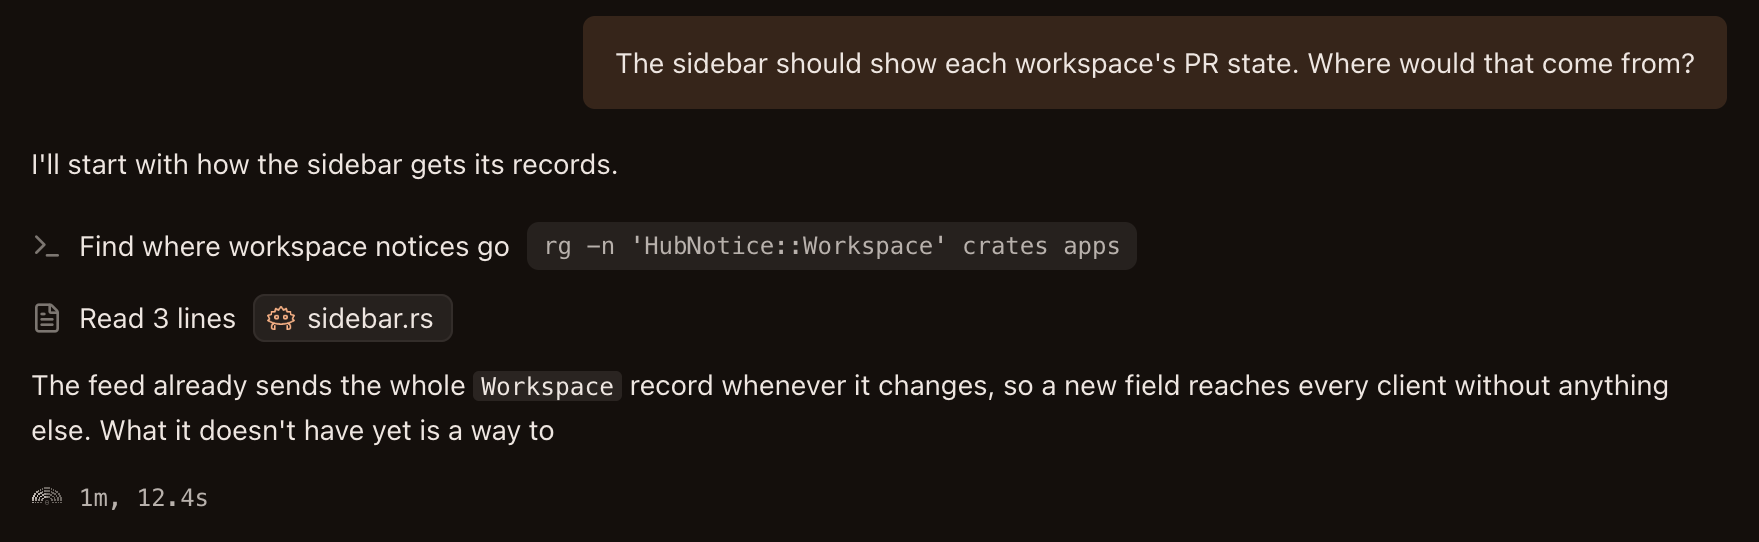 The sidebar should show each workspace's PR state. Where would that come from?
I'll start with how the sidebar gets its records.
Find where workspace notices go rg -n 'HubNotice::Workspace' crates apps
Read 3 lines sidebar.rs
The feed already sends the whole Workspace record whenever it changes, so a new field reaches every client without anything
else. What it doesn't have yet is a way to
1m, 12.4s